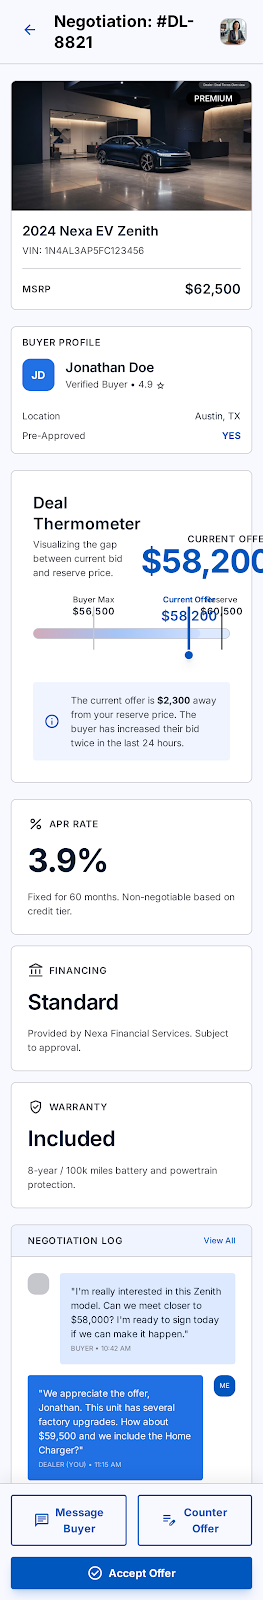 Negotiation: #DL-
8821
PREMIUM
2024 Nexa EV Zenith
VIN: 1N4AL3AP5FC123456
MSRP $62,500
BUYER PROFILE
JD
Jonathan Doe
Verified Buyer • 4.9 ☆
Location Austin, TX
Pre-Approved YES
Deal
Thermometer
Visualizing the gap
between current bid
and reserve price.
CURRENT OFFE
$58,200
Buyer Max
$56,500
Current Offer
$58,200
Reserve
$60,500
The current offer is $2,300 away
from your reserve price. The
buyer has increased their bid
twice in the last 24 hours.
APR RATE
3.9%
Fixed for 60 months. Non-negotiable based on
credit tier.
FINANCING
Standard
Provided by Nexa Financial Services. Subject
to approval.
WARRANTY
Included
8-year / 100k miles battery and powertrain
protection.
NEGOTIATION LOG View All
"I'm really interested in this Zenith
model. Can we meet closer to
$58,000? I'm ready to sign today
if we can make it happen."
BUYER • 10:42 AM
ME
"We appreciate the offer,
Jonathan. This unit has several
factory upgrades. How about
$59,500 and we include the Home
Charger?"
DEALER (YOU) • 11:15 AM
Message
Buyer
Counter
Offer
Accept Offer